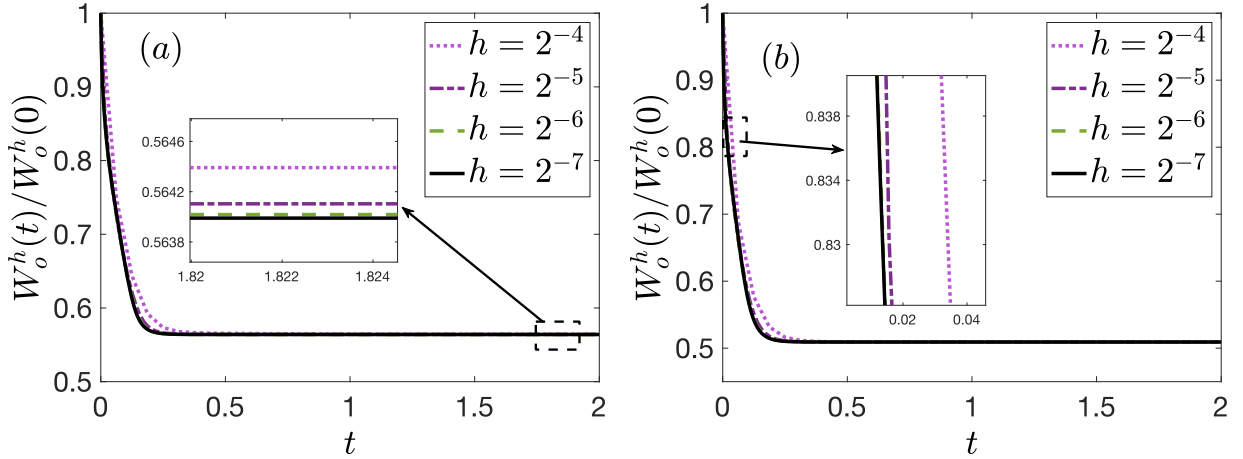 (a)
h = 2⁻⁴
h = 2⁻⁵
h = 2⁻⁶
h = 2⁻⁷
1
0.9
0.8
0.7
0.6
0.5
0
0.5
1
1.5
2
t
W_o^h(t)/W_o^h(0)
0.5646
0.5642
0.5638
1.82
1.822
1.824
(b)
h = 2⁻⁴
h = 2⁻⁵
h = 2⁻⁶
h = 2⁻⁷
1
0.9
0.8
0.7
0.6
0.5
0
0.5
1
1.5
2
t
W_o^h(t)/W_o^h(0)
0.838
0.834
0.83
0.02
0.04